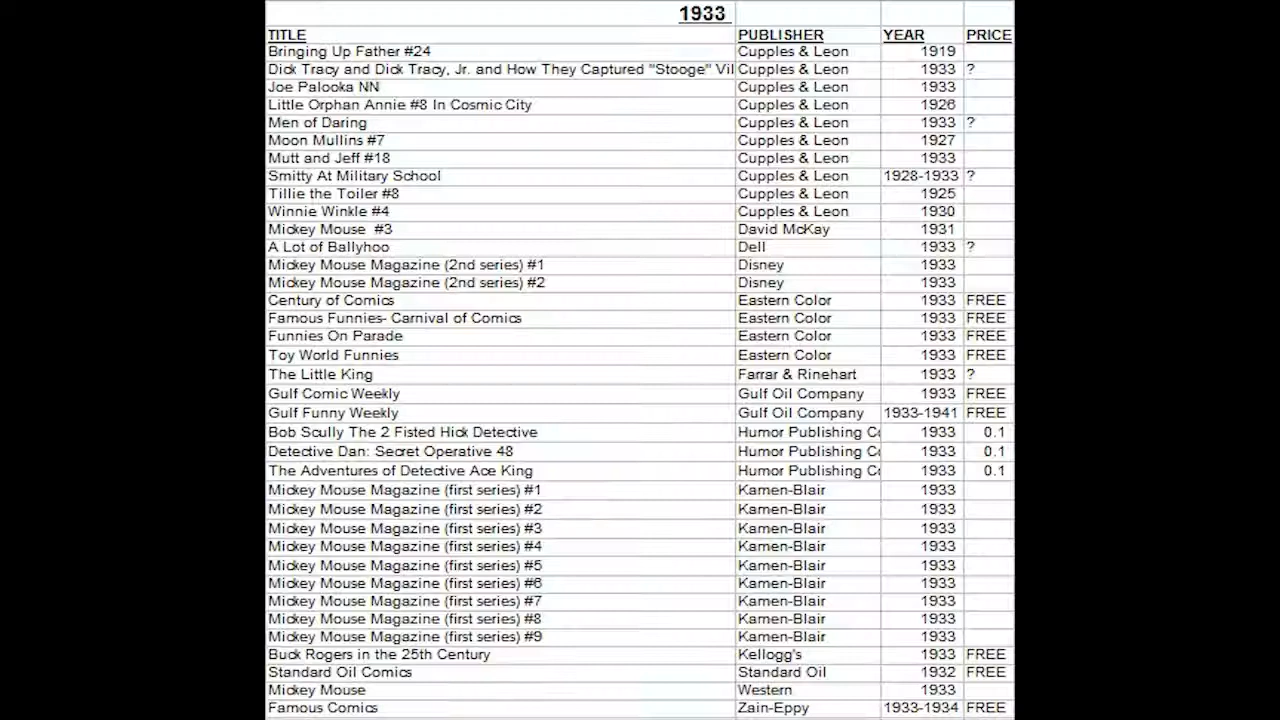 1933
TITLE PUBLISHER YEAR PRICE
Bringing Up Father #24 Cupples & Leon 1919
Dick Tracy and Dick Tracy, Jr. and How They Captured "Stooge" Vil Cupples & Leon 1933 ?
Joe Palooka NN Cupples & Leon 1933
Little Orphan Annie #8 In Cosmic City Cupples & Leon 1926
Men of Daring Cupples & Leon 1933 ?
Moon Mullins #7 Cupples & Leon 1927
Mutt and Jeff #18 Cupples & Leon 1933
Smitty At Military School Cupples & Leon 1928-1933 ?
Tillie the Toiler #8 Cupples & Leon 1925
Winnie Winkle #4 Cupples & Leon 1930
Mickey Mouse #3 David McKay 1931
A Lot of Ballyhoo Dell 1933 ?
Mickey Mouse Magazine (2nd series) #1 Disney 1933
Mickey Mouse Magazine (2nd series) #2 Disney 1933
Century of Comics Eastern Color 1933 FREE
Famous Funnies- Carnival of Comics Eastern Color 1933 FREE
Funnies On Parade Eastern Color 1933 FREE
Toy World Funnies Eastern Color 1933 FREE
The Little King Farrar & Rinehart 1933 ?
Gulf Comic Weekly Gulf Oil Company 1933 FREE
Gulf Funny Weekly Gulf Oil Company 1933-1941 FREE
Bob Scully The 2 Fisted Hick Detective Humor Publishing Co 1933 0.1
Detective Dan: Secret Operative 48 Humor Publishing Co 1933 0.1
The Adventures of Detective Ace King Humor Publishing Co 1933 0.1
Mickey Mouse Magazine (first series) #1 Kamen-Blair 1933
Mickey Mouse Magazine (first series) #2 Kamen-Blair 1933
Mickey Mouse Magazine (first series) #3 Kamen-Blair 1933
Mickey Mouse Magazine (first series) #4 Kamen-Blair 1933
Mickey Mouse Magazine (first series) #5 Kamen-Blair 1933
Mickey Mouse Magazine (first series) #6 Kamen-Blair 1933
Mickey Mouse Magazine (first series) #7 Kamen-Blair 1933
Mickey Mouse Magazine (first series) #8 Kamen-Blair 1933
Mickey Mouse Magazine (first series) #9 Kamen-Blair 1933
Buck Rogers in the 25th Century Kellogg's 1933 FREE
Standard Oil Comics Standard Oil 1932 FREE
Mickey Mouse Western 1933
Famous Comics Zain-Eppy 1933-1934 FREE